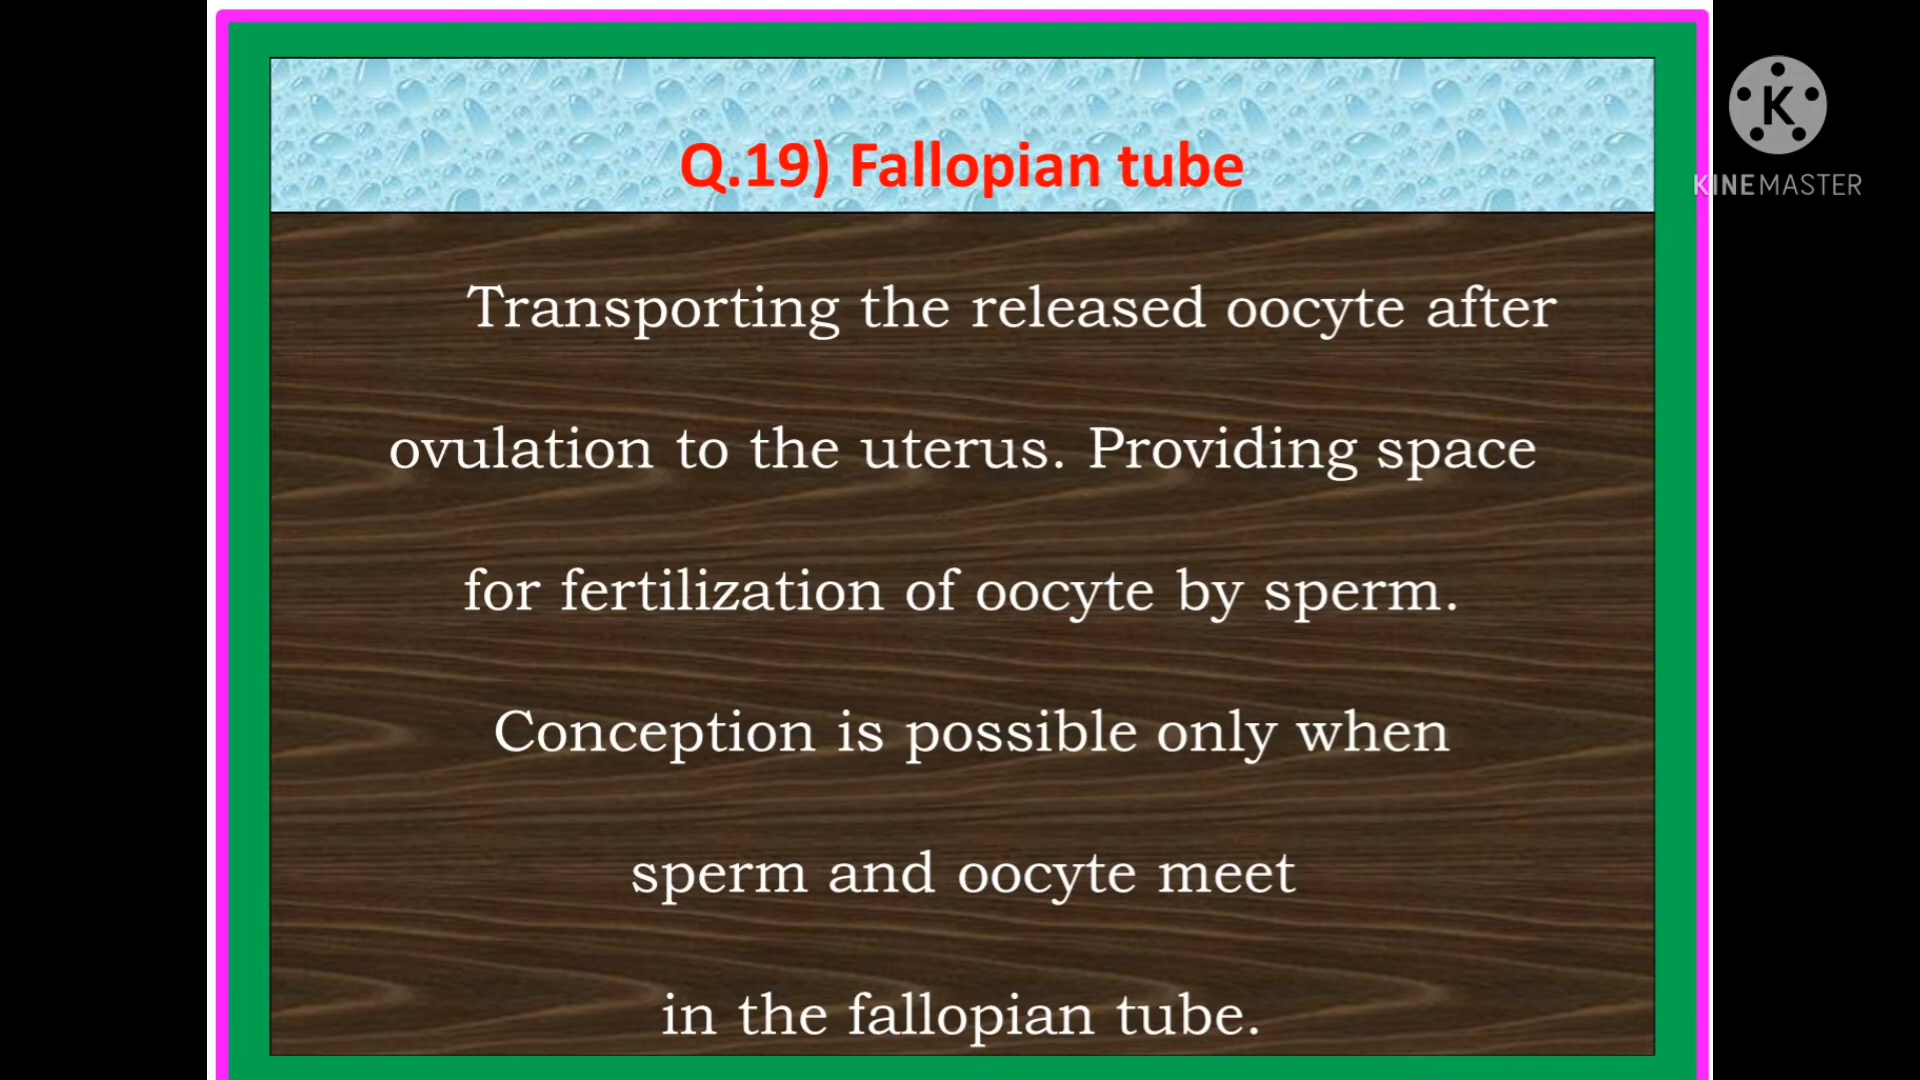 Q.19) Fallopian tube
K
KINEMASTER
Transporting the released oocyte after
ovulation to the uterus. Providing space
for fertilization of oocyte by sperm.
Conception is possible only when
sperm and oocyte meet
in the fallopian tube.